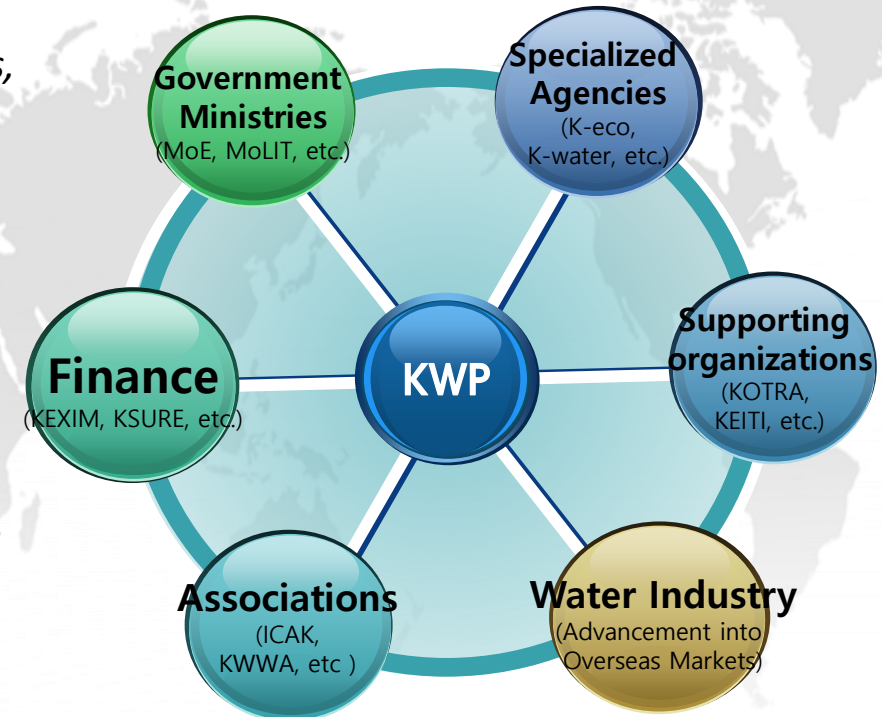 s,
Government
Ministries
(MoE, MoLIT, etc.)
Specialized
Agencies
(K-eco,
K-water, etc.)
Finance
(KEXIM, KSURE, etc.)
KWP
Supporting
organizations
(KOTRA,
KEITI, etc.)
Associations
(ICAK,
KWWA, etc )
Water Industry
(Advancement into
Overseas Markets)